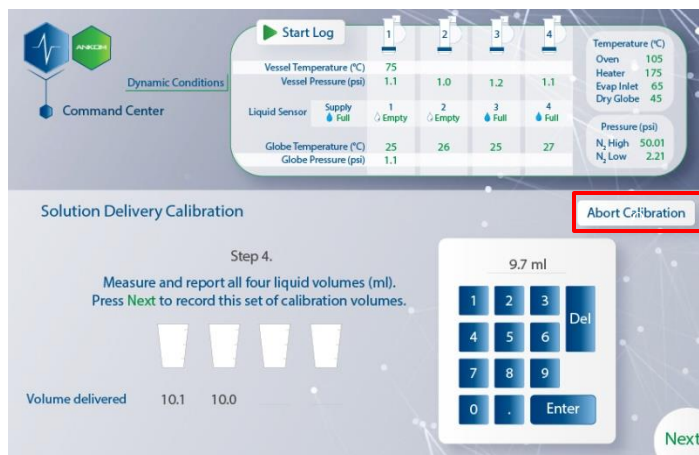 ANKOM
Start Log 1 2 3 4
Temperature (°C)
Oven 105
Heater 175
Evap Inlet 65
Dry Globe 45
Vessel Temperature (°C) 75
Dynamic Conditions
Vessel Pressure (psi) 1.1 1.0 1.2 1.1
Command Center
Liquid Sensor Supply 1 2 3 4
Full Empty Empty Full Full
Pressure (psi)
N2 High 50.01
N2 Low 2.21
Globe Temperature (°C) 25 26 25 27
Globe Pressure (psi) 1.1
Solution Delivery Calibration
Abort Calibration
Step 4.
Measure and report all four liquid volumes (ml).
Press Next to record this set of calibration volumes.
Volume delivered 10.1 10.0
9.7 ml
1 2 3 Del
4 5 6
7 8 9
0 . Enter
Next